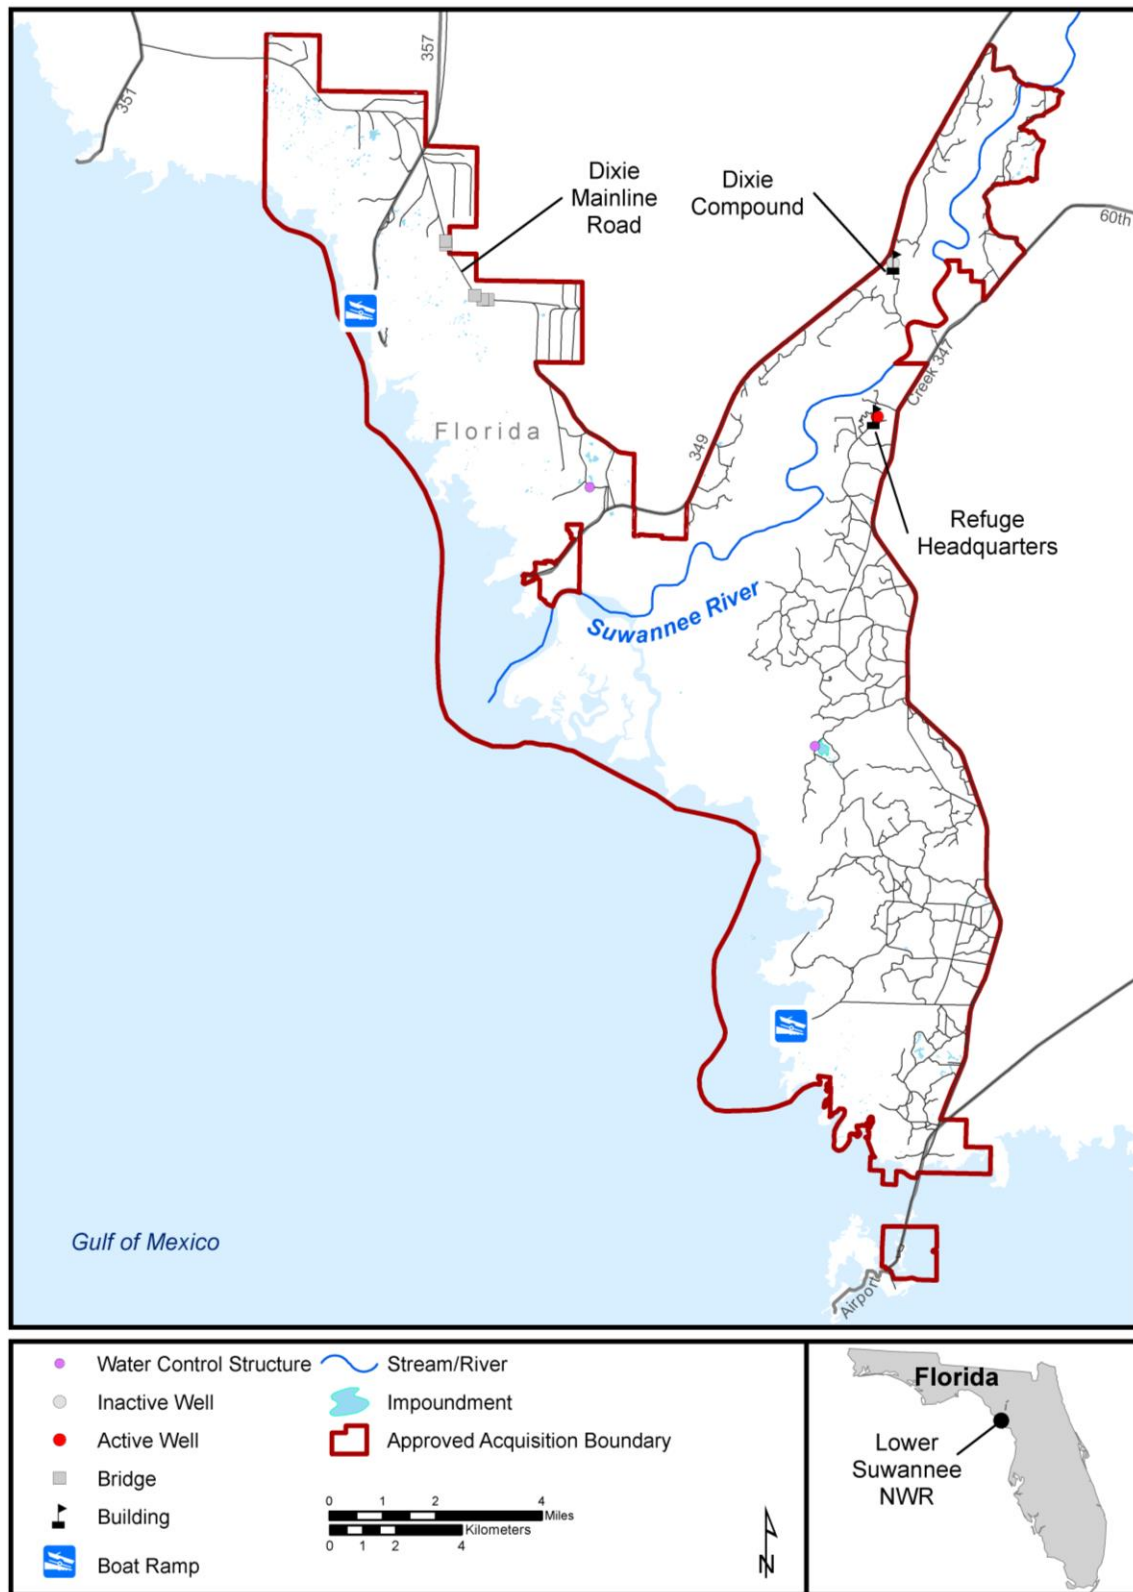 351
357
Dixie
Mainline
Road
Dixie
Compound
60th
Creek 347
349
Florida
Refuge
Headquarters
Suwannee River
Gulf of Mexico
Airport
Water Control Structure
Inactive Well
Active Well
Bridge
Building
Boat Ramp
Stream/River
Impoundment
Approved Acquisition Boundary
0 1 2 4
Miles
Kilometers
0 1 2 4
N
Florida
Lower
Suwannee
NWR